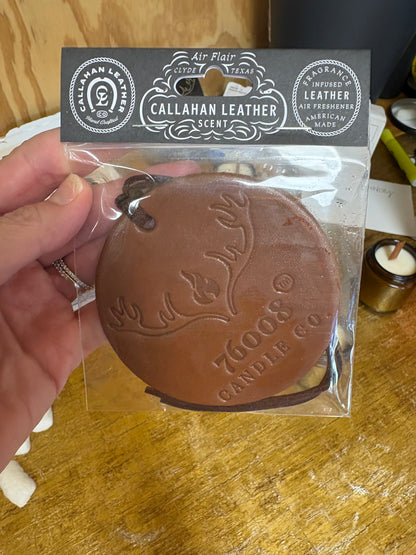 Air Flair
CLYDE TEXAS
CALLAHAN LEATHER
SCENT
CALLAHAN LEATHER
CL
Hand Crafted
FRAGRANCE
INFUSED
LEATHER
AIR FRESHENER
AMERICAN
MADE
76008
CANDLE CO.